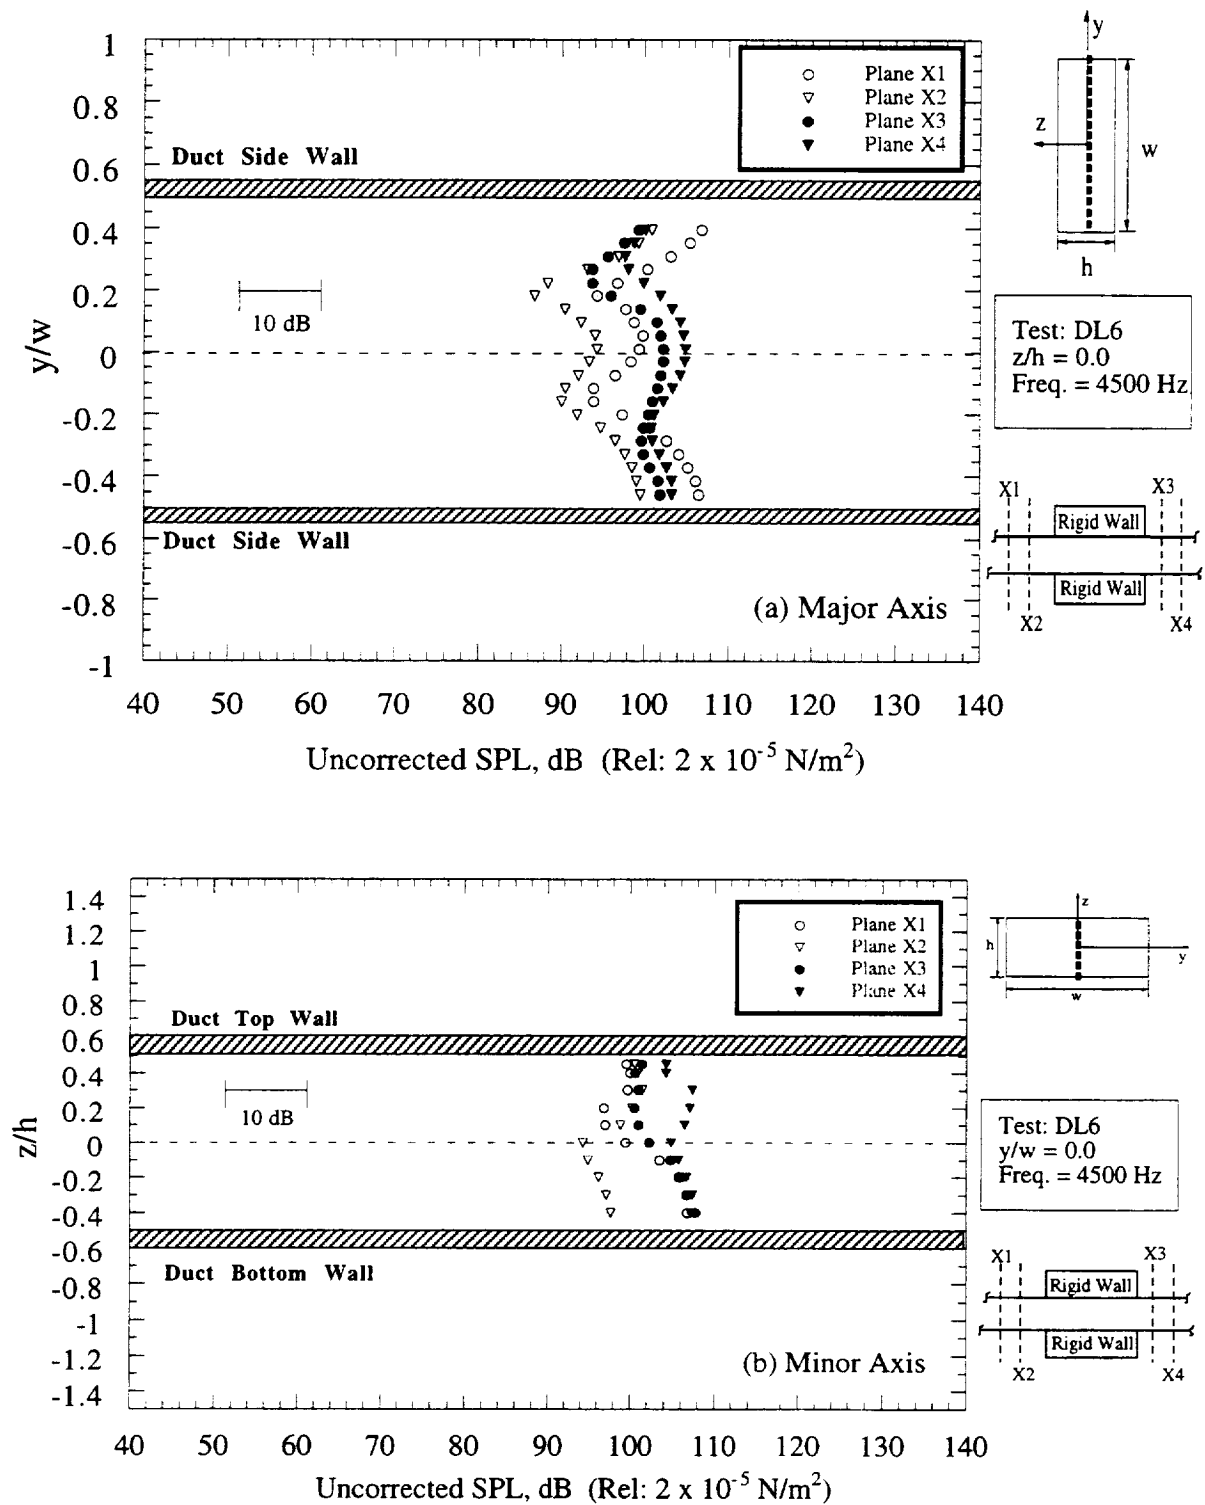 1
0.8
0.6
0.4
0.2
0
-0.2
-0.4
-0.6
-0.8
-1
y/w
Plane X1
Plane X2
Plane X3
Plane X4
Duct Side Wall
10 dB
Duct Side Wall
(a) Major Axis
40 50 60 70 80 90 100 110 120 130 140
Uncorrected SPL, dB (Rel: 2 x 10⁻⁵ N/m²)
y
z
w
h
Test: DL6
z/h = 0.0
Freq. = 4500 Hz
X1 X3
Rigid Wall
Rigid Wall
X2 X4
1.4
1.2
1
0.8
0.6
0.4
0.2
0
-0.2
-0.4
-0.6
-0.8
-1
-1.2
-1.4
z/h
Plane X1
Plane X2
Plane X3
Plane X4
Duct Top Wall
10 dB
Duct Bottom Wall
(b) Minor Axis
40 50 60 70 80 90 100 110 120 130 140
Uncorrected SPL, dB (Rel: 2 x 10⁻⁵ N/m²)
z
h
y
w
Test: DL6
y/w = 0.0
Freq. = 4500 Hz
X1 X3
Rigid Wall
Rigid Wall
X2 X4